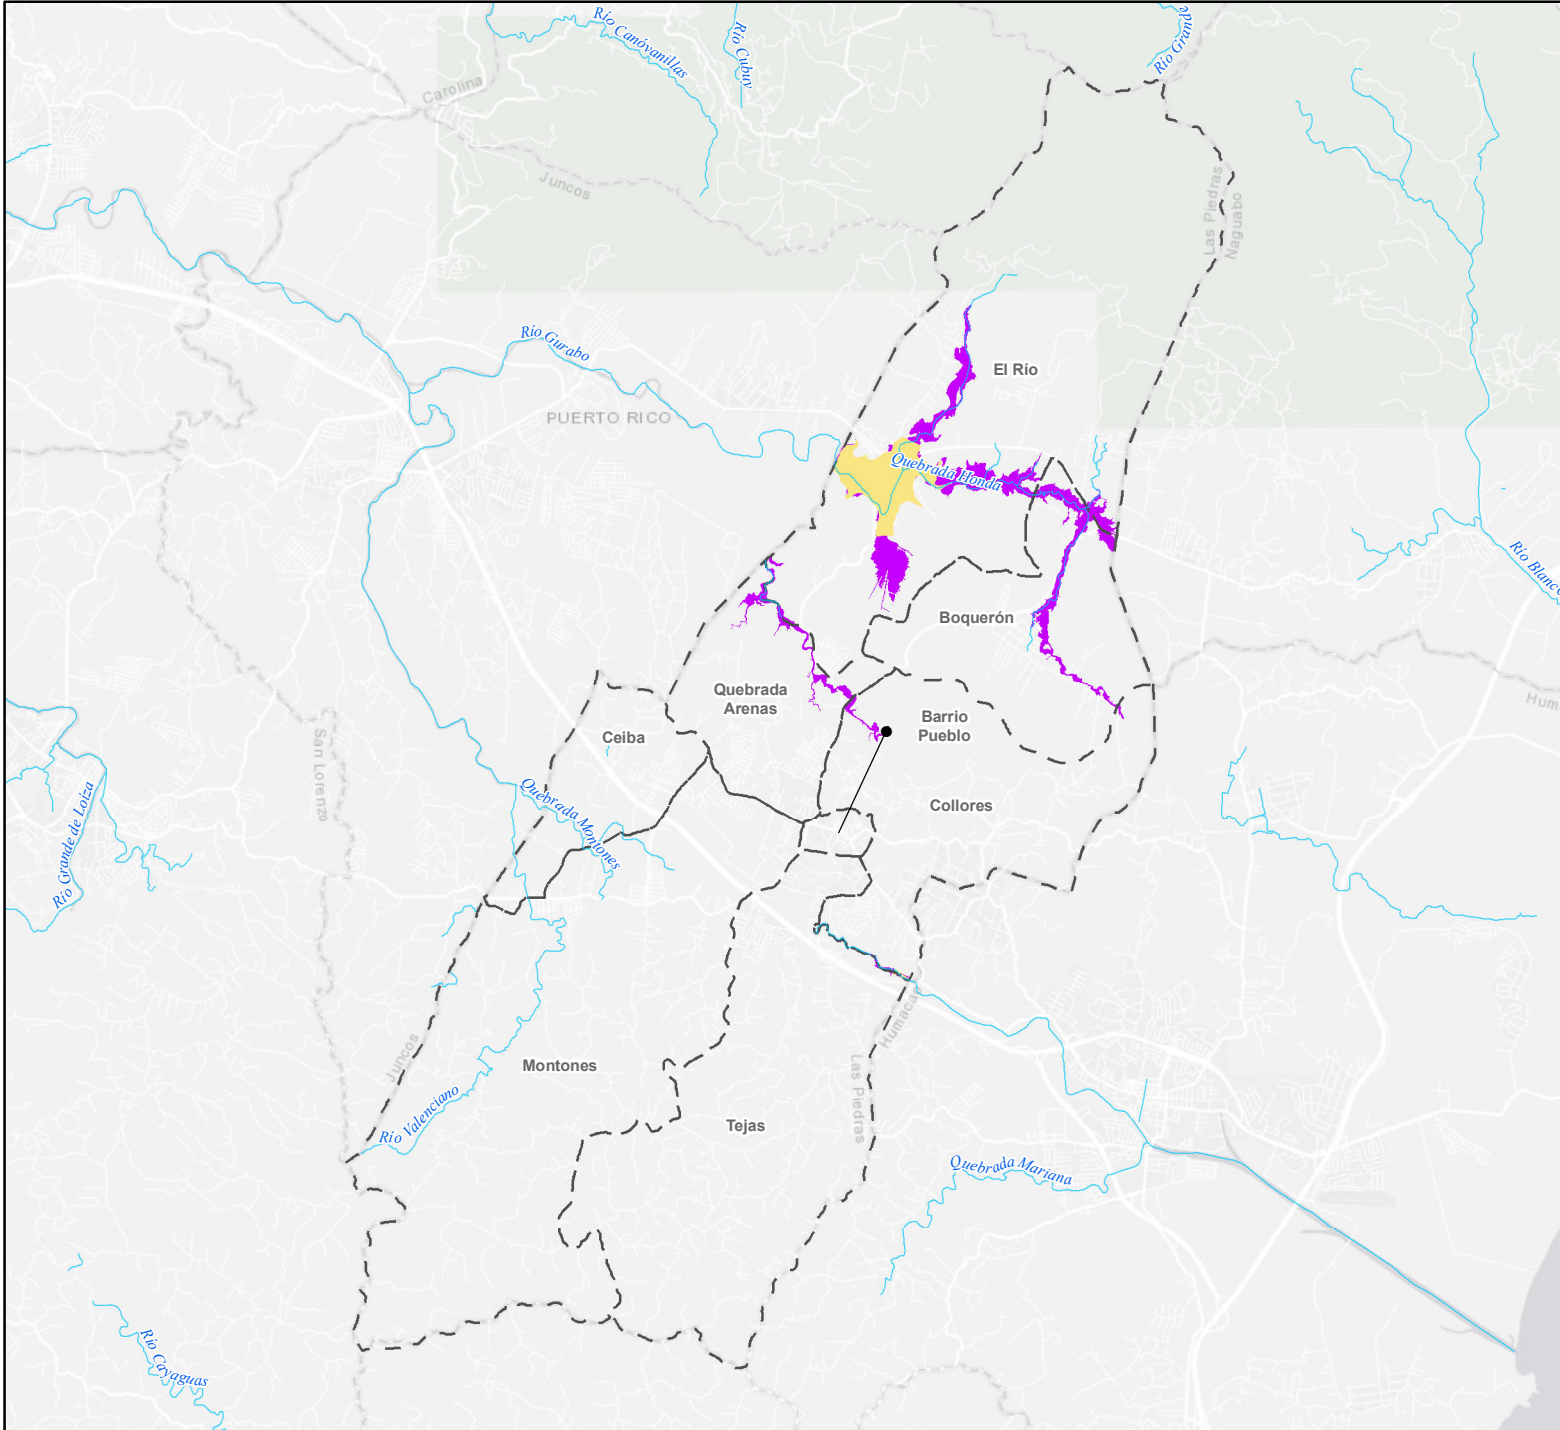 Río Canóvanillas
Río Cubuy
Río Grande
Carolina
Juncos
Las Piedras
Naguabo
Río Gurabo
El Río
PUERTO RICO
Quebrada Honda
Río Blanco
Boquerón
Quebrada
Arenas
Barrio
Pueblo
Hum
Ceiba
San Lorenzo
Quebrada Montones
Collores
Río Grande de Loíza
Humacao
Juncos
Montones
Las Piedras
Río Valenciano
Tejas
Quebrada Mariana
Río Cayaguas